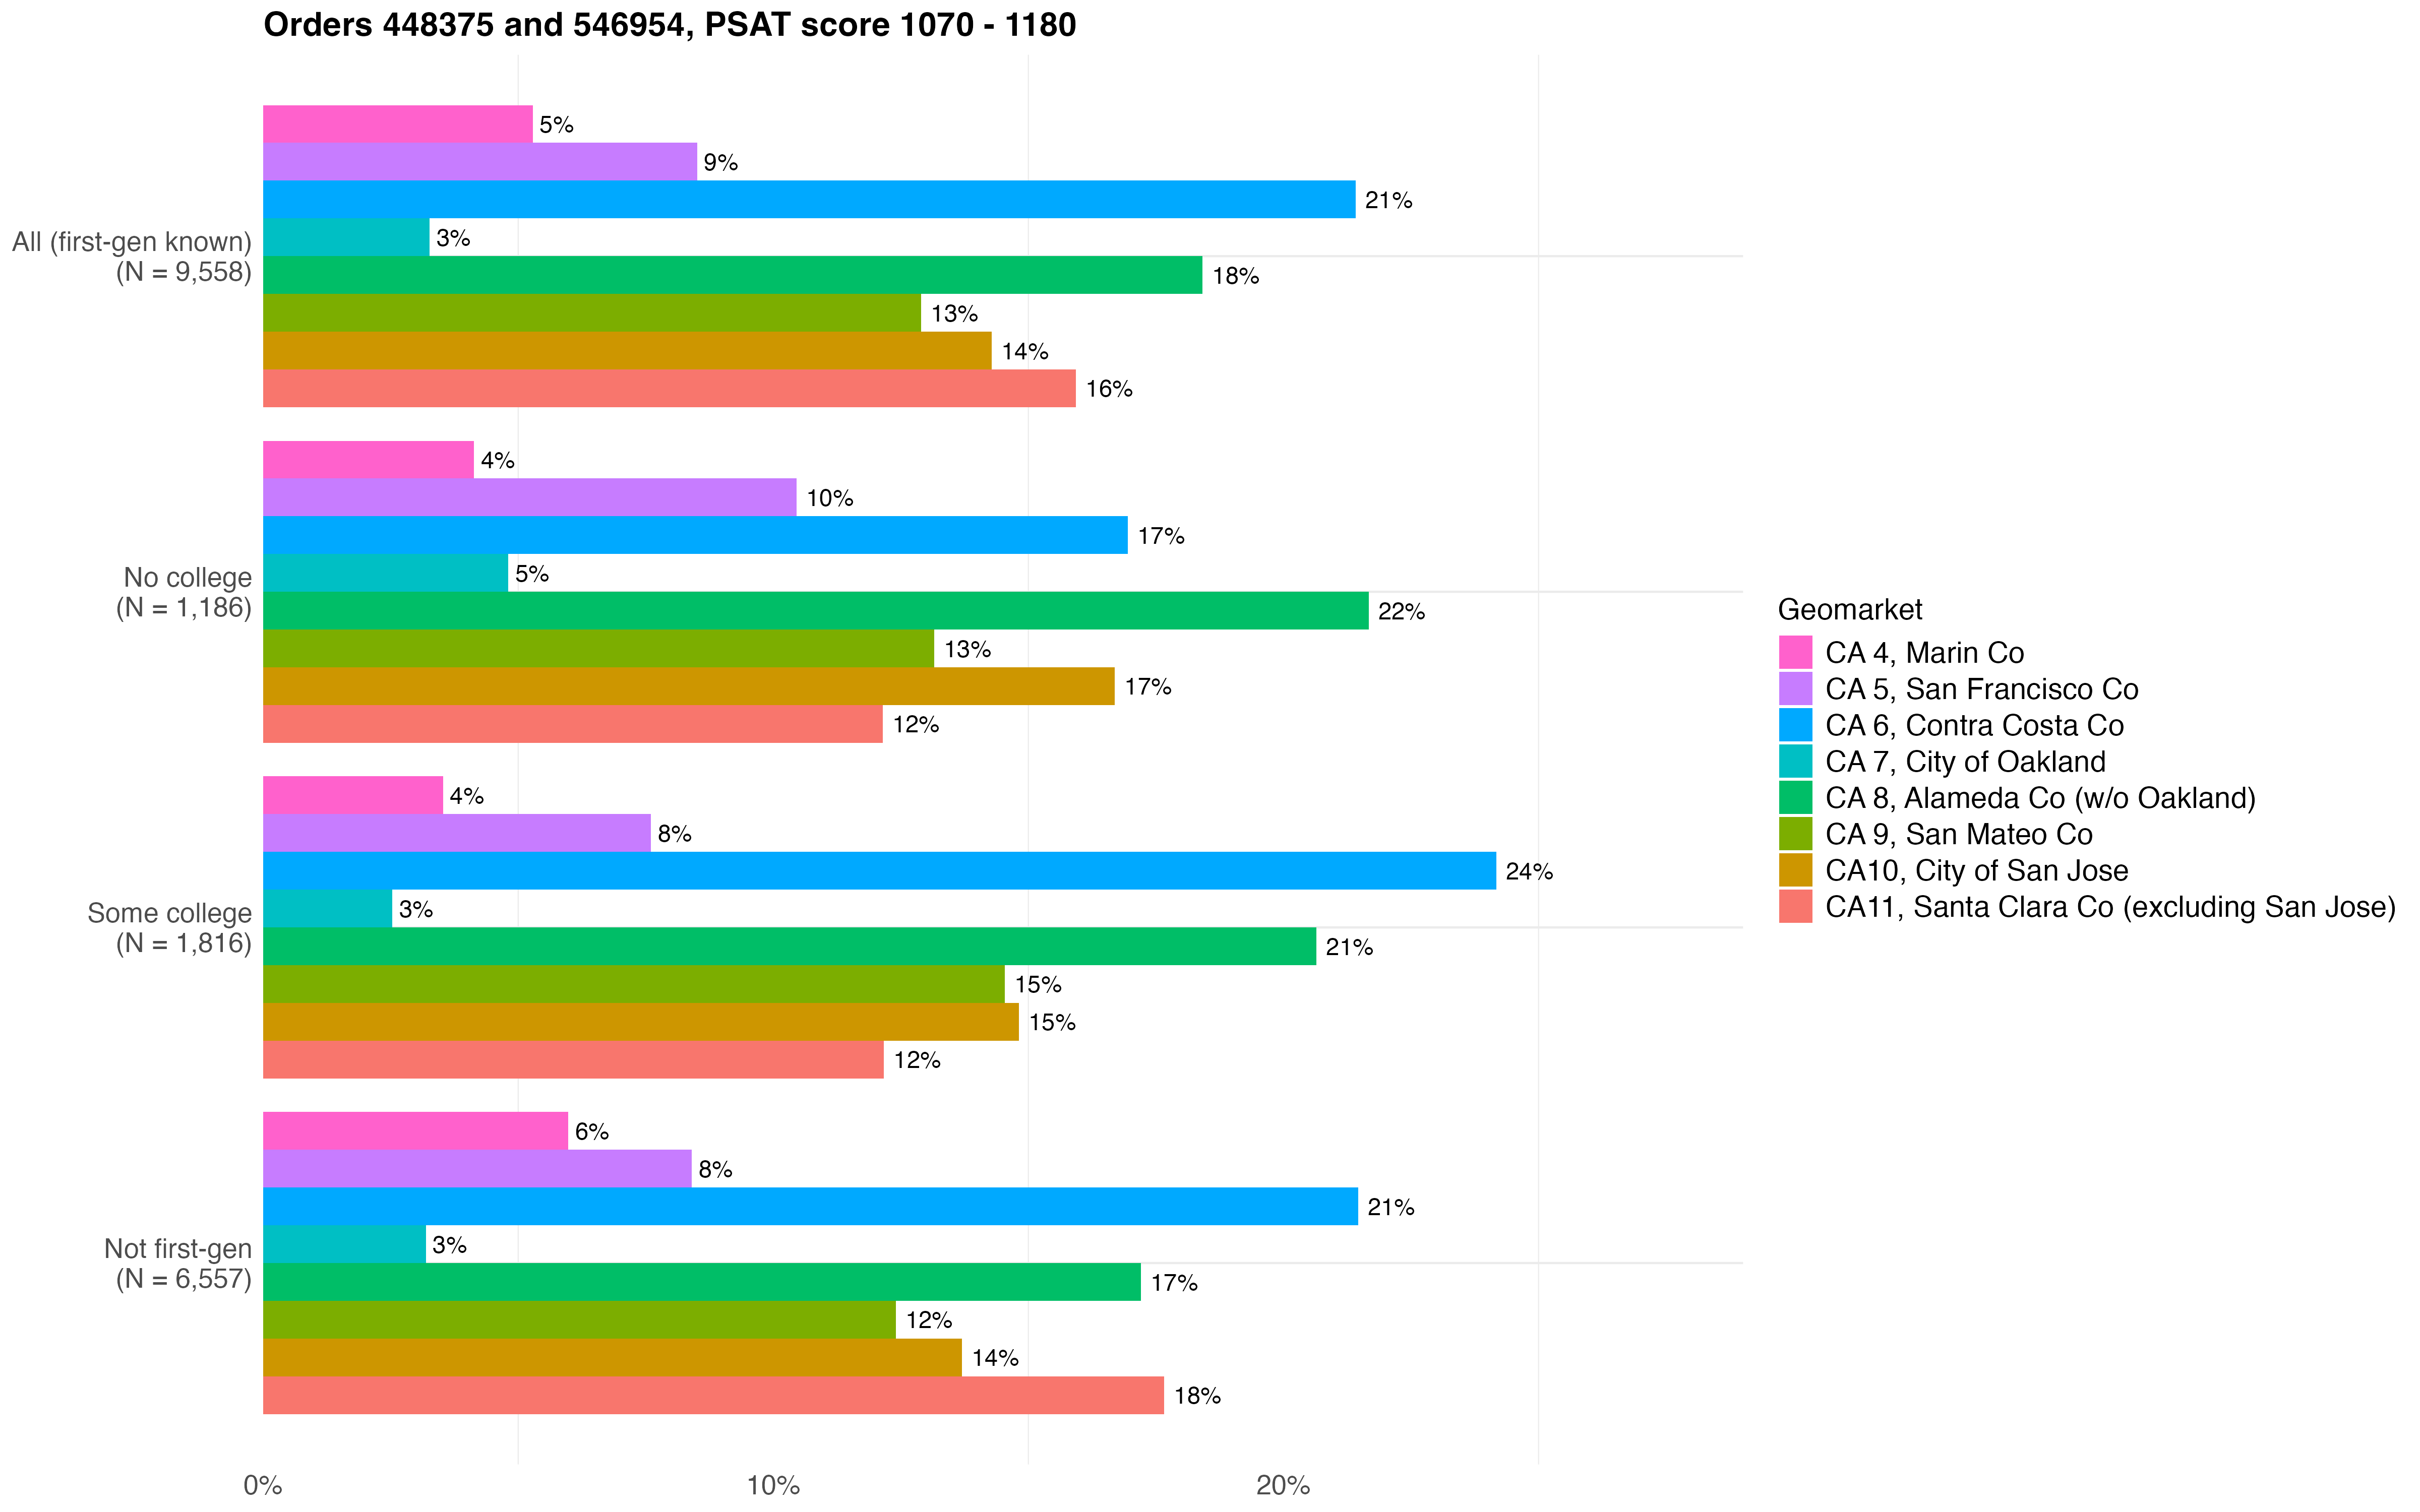 Orders 448375 and 546954, PSAT score 1070 - 1180
All (first-gen known)
(N = 9,558)
5%
9%
21%
3%
18%
13%
14%
16%
No college
(N = 1,186)
4%
10%
17%
5%
22%
13%
17%
12%
Some college
(N = 1,816)
4%
8%
24%
3%
21%
15%
15%
12%
Not first-gen
(N = 6,557)
6%
8%
21%
3%
17%
12%
14%
18%
0%
10%
20%
Geomarket
CA 4, Marin Co
CA 5, San Francisco Co
CA 6, Contra Costa Co
CA 7, City of Oakland
CA 8, Alameda Co (w/o Oakland)
CA 9, San Mateo Co
CA10, City of San Jose
CA11, Santa Clara Co (excluding San Jose)